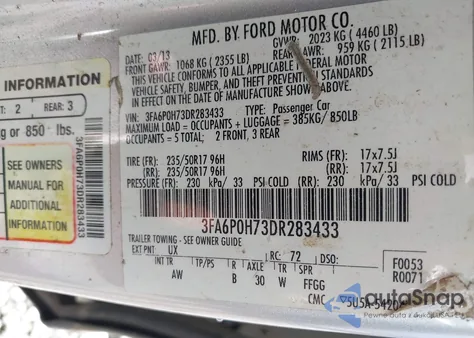 INFORMATION
T: 2 REAR: 3
g or 850 lbs.
SEE OWNERS
MANUAL FOR
ADDITIONAL
INFORMATION
3FA6P0H73DR283433
MFD. BY. FORD MOTOR CO.
DATE: 03/13 GVWR: 2023 KG ( 4460 LB)
FRONT GAWR: 1068 KG ( 2355 LB) REAR GAWR: 959 KG ( 2115 LB)
THIS VEHICLE CONFORMS TO ALL APPLICABLE FEDERAL MOTOR
VEHICLE SAFETY, BUMPER, AND THEFT PREVENTION STANDARDS
IN EFFECT ON THE DATE OF MANUFACTURE SHOWN ABOVE.
VIN: 3FA6P0H73DR283433 TYPE: Passenger Car
MAXIMUM LOAD = OCCUPANTS + LUGGAGE = 385KG/ 850LB
OCCUPANTS = 5 TOTAL; 2 FRONT, 3 REAR
TIRE (FR): 235/50R17 96H RIMS (FR): 17x7.5J
(RR): 235/50R17 96H (RR): 17x7.5J
PRESSURE (FR): 230 kPa/ 33 PSI COLD (RR): 230 kPa/ 33 PSI COLD
3FA6P0H73DR283433
TRAILER TOWING - SEE OWNER GUIDE
EXT PNT: UX RC: 72 DSO: F0053
INT TR TP/PS R AXLE TR SPR R0071
AW B 30 W FFGG
CMC 5U5A-5420
autoSnap